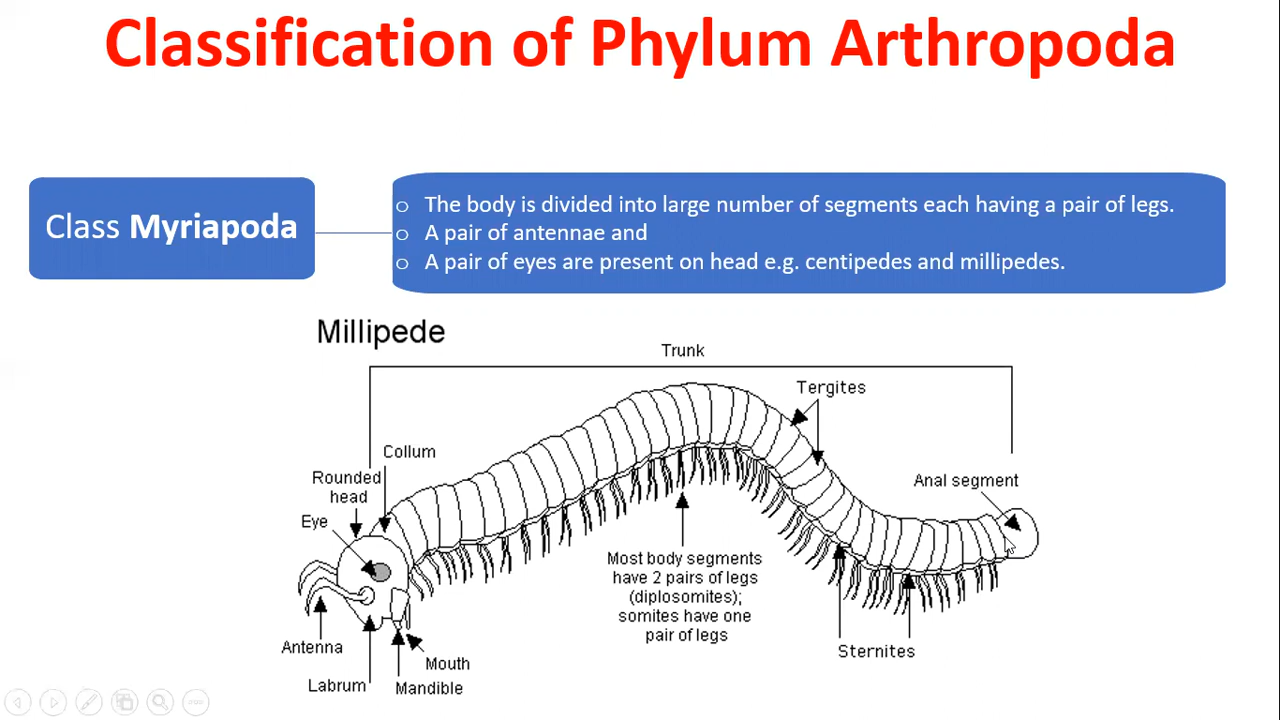 Classification of Phylum Arthropoda
Class Myriapoda
o The body is divided into large number of segments each having a pair of legs.
o A pair of antennae and
o A pair of eyes are present on head e.g. centipedes and millipedes.
Millipede
Trunk
Tergites
Collum
Rounded
head
Eye
Anal segment
Most body segments
have 2 pairs of legs
(diplosomites);
somites have one
pair of legs
Antenna
Labrum
Mandible
Mouth
Sternites